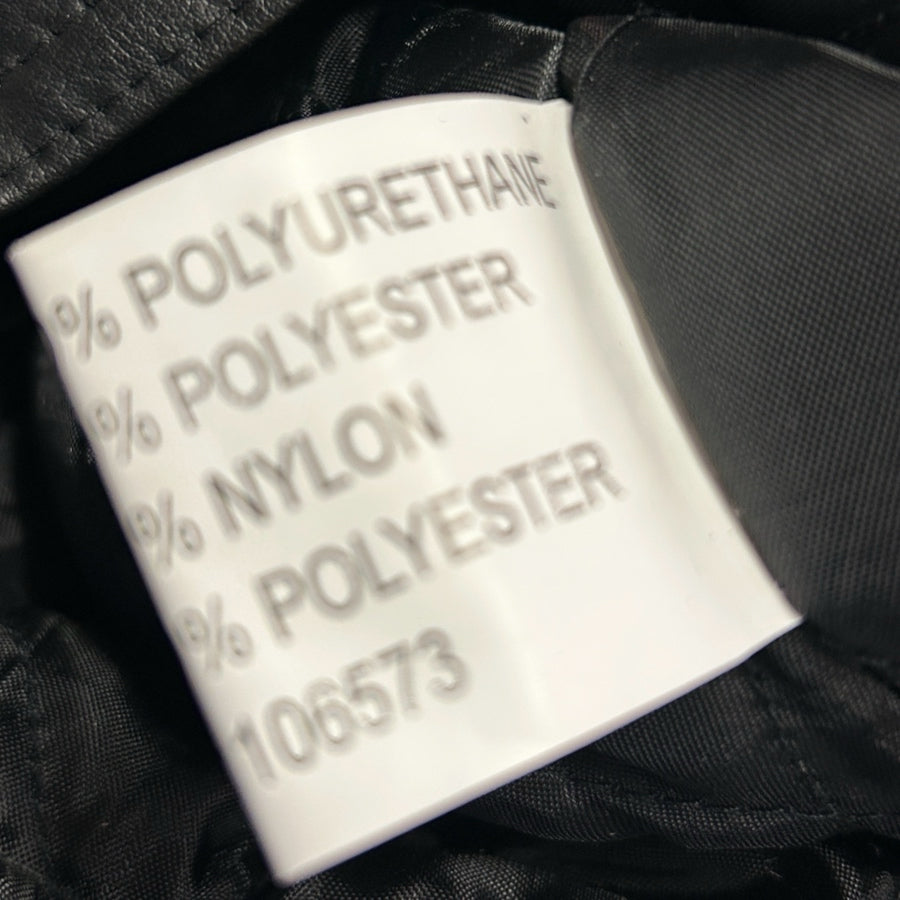 % POLYURETHANE
% POLYESTER
% NYLON
% POLYESTER
106573